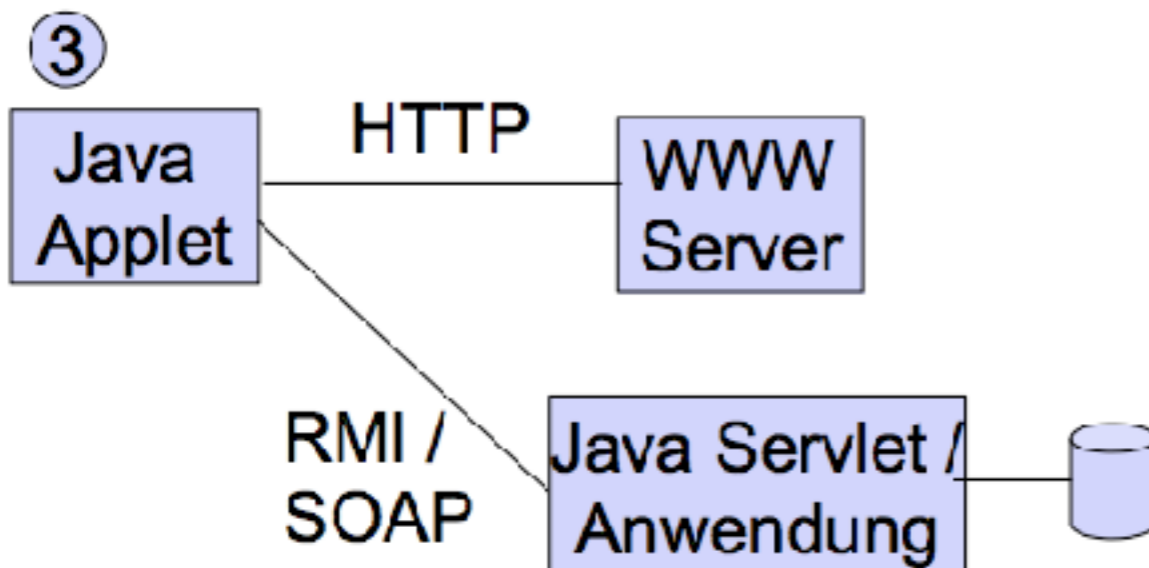 3
Java
Applet
HTTP
WWW
Server
RMI /
SOAP
Java Servlet /
Anwendung